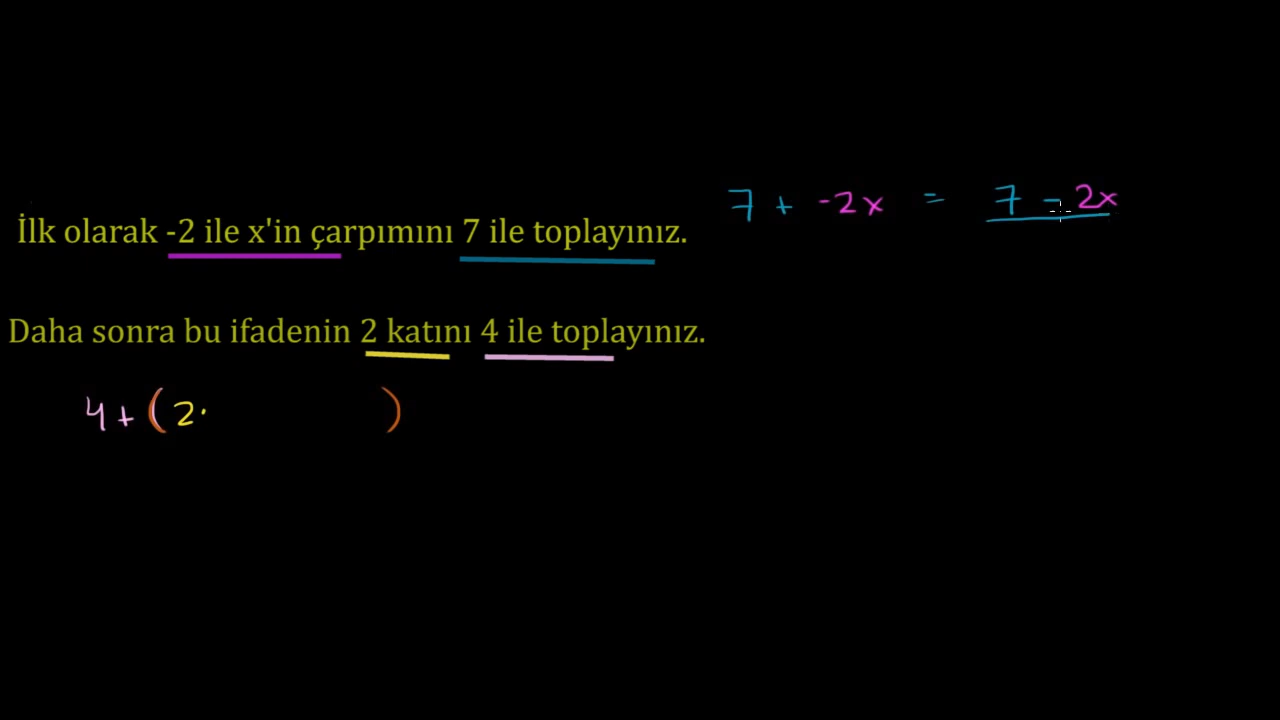 7 + -2x = 7 - 2x
İlk olarak -2 ile x'in çarpımını 7 ile toplayınız.
Daha sonra bu ifadenin 2 katını 4 ile toplayınız.
4 + ( 2· )